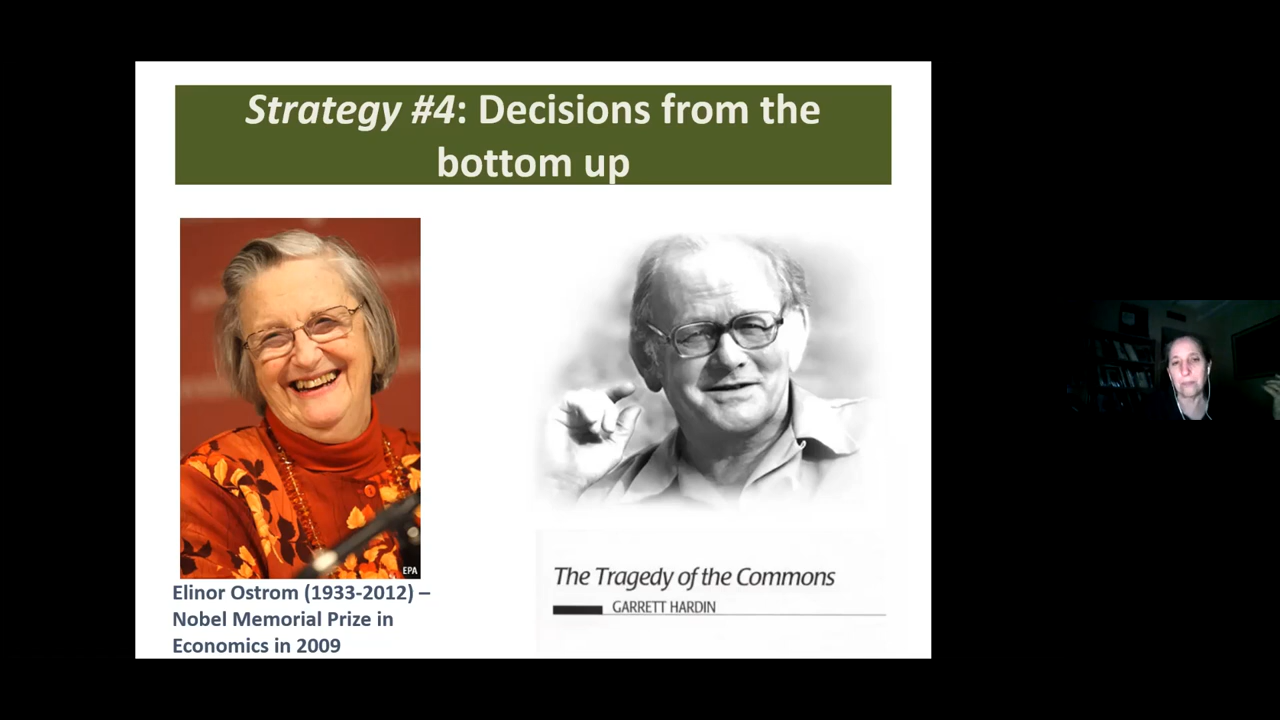 Strategy #4: Decisions from the
bottom up
EPA
Elinor Ostrom (1933-2012) –
Nobel Memorial Prize in
Economics in 2009
The Tragedy of the Commons
GARRETT HARDIN